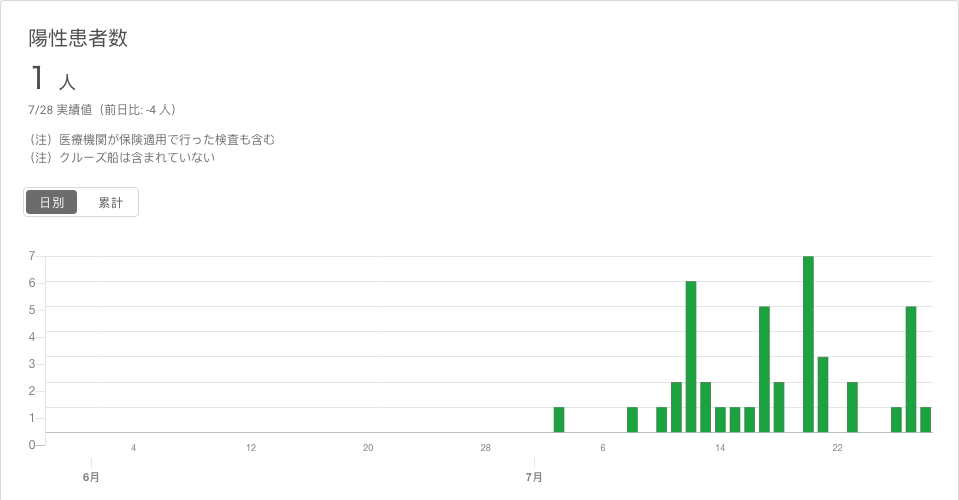 陽性患者数
1 人
7/28 実績値（前日比: -4 人）
（注）医療機関が保険適用で行った検査も含む
（注）クルーズ船は含まれていない
日別 累計
7
6
5
4
3
2
1
0
4 12 20 28 6 14 22
6月 7月